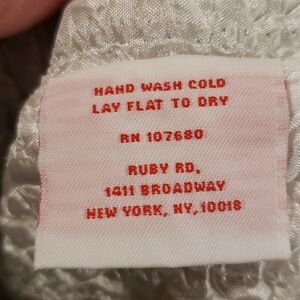 HAND WASH COLD
LAY FLAT TO DRY
RN 107680
RUBY RD.
1411 BROADWAY
NEW YORK, NY, 10018